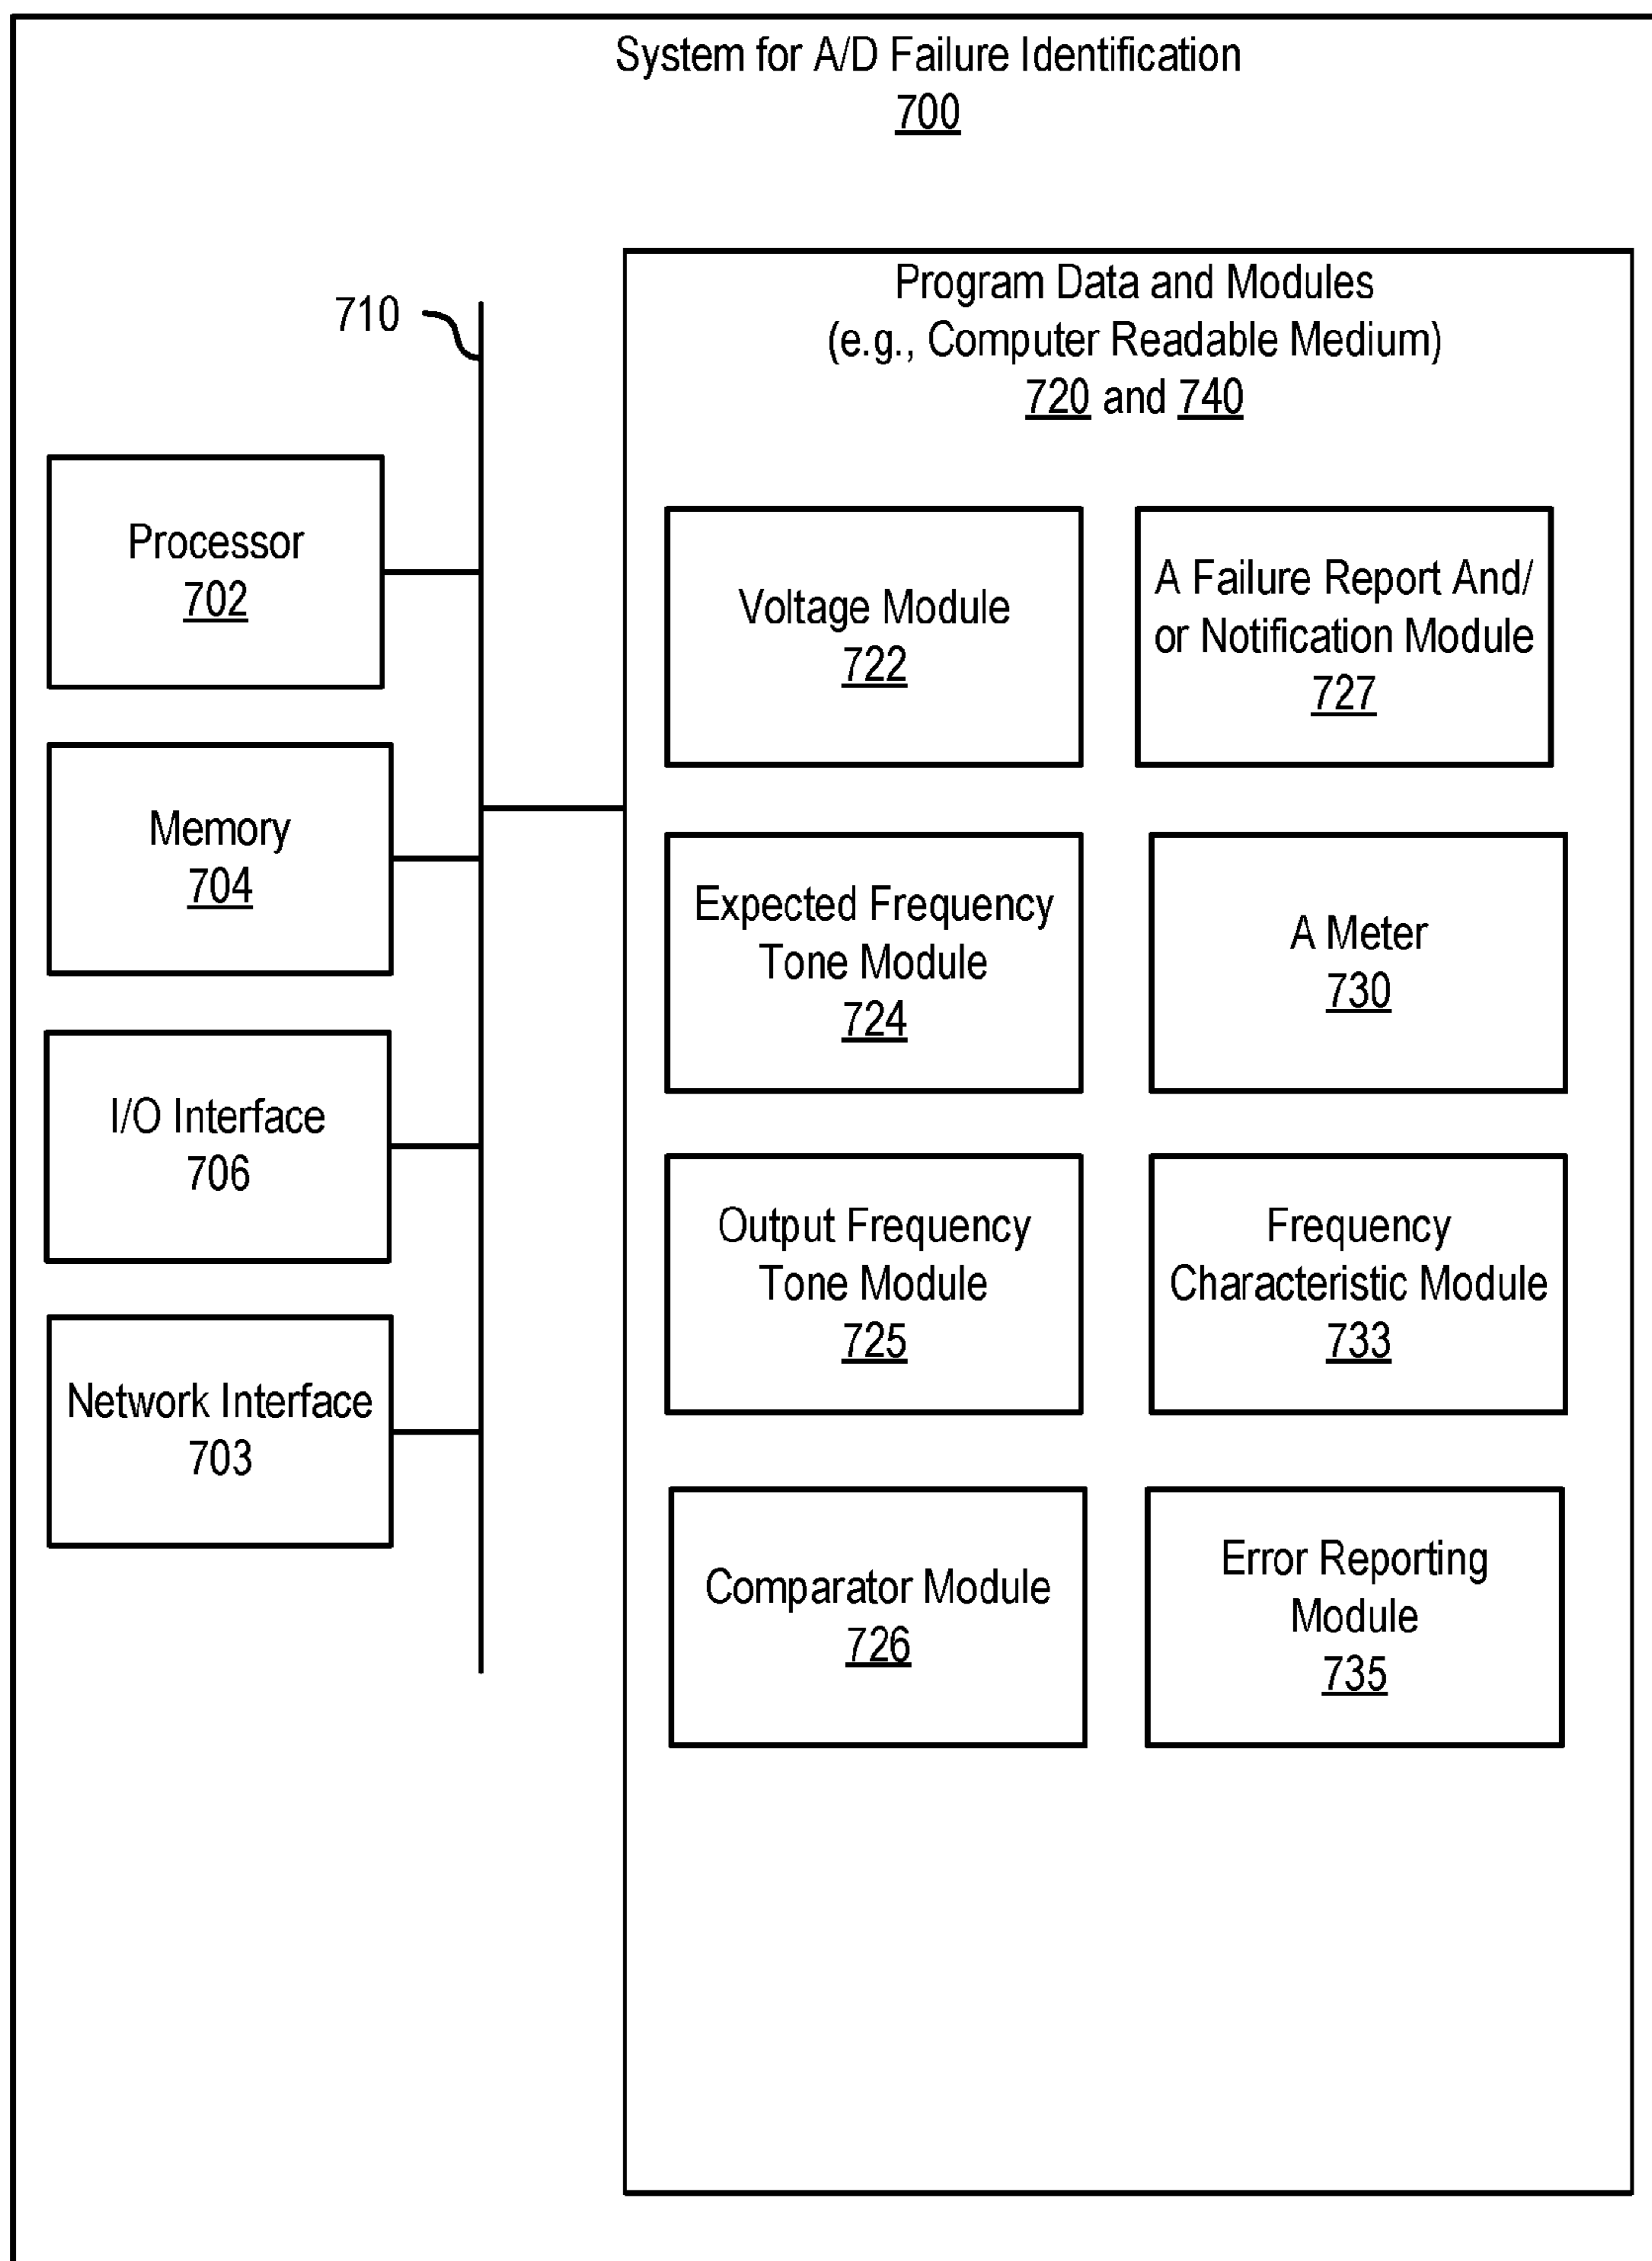 System for A/D Failure Identification
700
710
Program Data and Modules
(e.g., Computer Readable Medium)
720 and 740
Processor
702
Memory
704
I/O Interface
706
Network Interface
703
Voltage Module
722
A Failure Report And/
or Notification Module
727
Expected Frequency
Tone Module
724
A Meter
730
Output Frequency
Tone Module
725
Frequency
Characteristic Module
733
Comparator Module
726
Error Reporting
Module
735